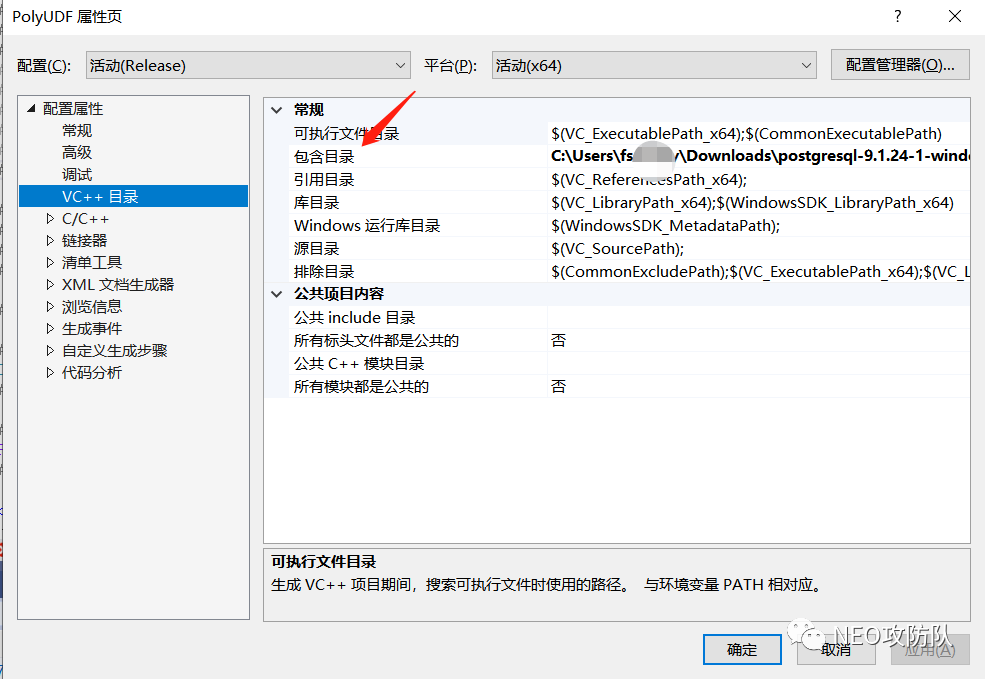 PolyUDF 属性页
配置(C): 活动(Release) 平台(P): 活动(x64) 配置管理器(O)...
配置属性
常规
高级
调试
VC++ 目录
C/C++
链接器
清单工具
XML 文档生成器
浏览信息
生成事件
自定义生成步骤
代码分析
常规
可执行文件目录 $(VC_ExecutablePath_x64);$(CommonExecutablePath)
包含目录 C:\Users\fs y\Downloads\postgresql-9.1.24-1-wind
引用目录 $(VC_ReferencesPath_x64);
库目录 $(VC_LibraryPath_x64);$(WindowsSDK_LibraryPath_x64)
Windows 运行库目录 $(WindowsSDK_MetadataPath);
源目录 $(VC_SourcePath);
排除目录 $(CommonExcludePath);$(VC_ExecutablePath_x64);$(VC_L
公共项目内容
公共 include 目录
所有标头文件都是公共的 否
公共 C++ 模块目录
所有模块都是公共的 否
可执行文件目录
生成 VC++ 项目期间，搜索可执行文件时使用的路径。 与环境变量 PATH 相对应。
NEO攻防队
确定 取消 应用(A)